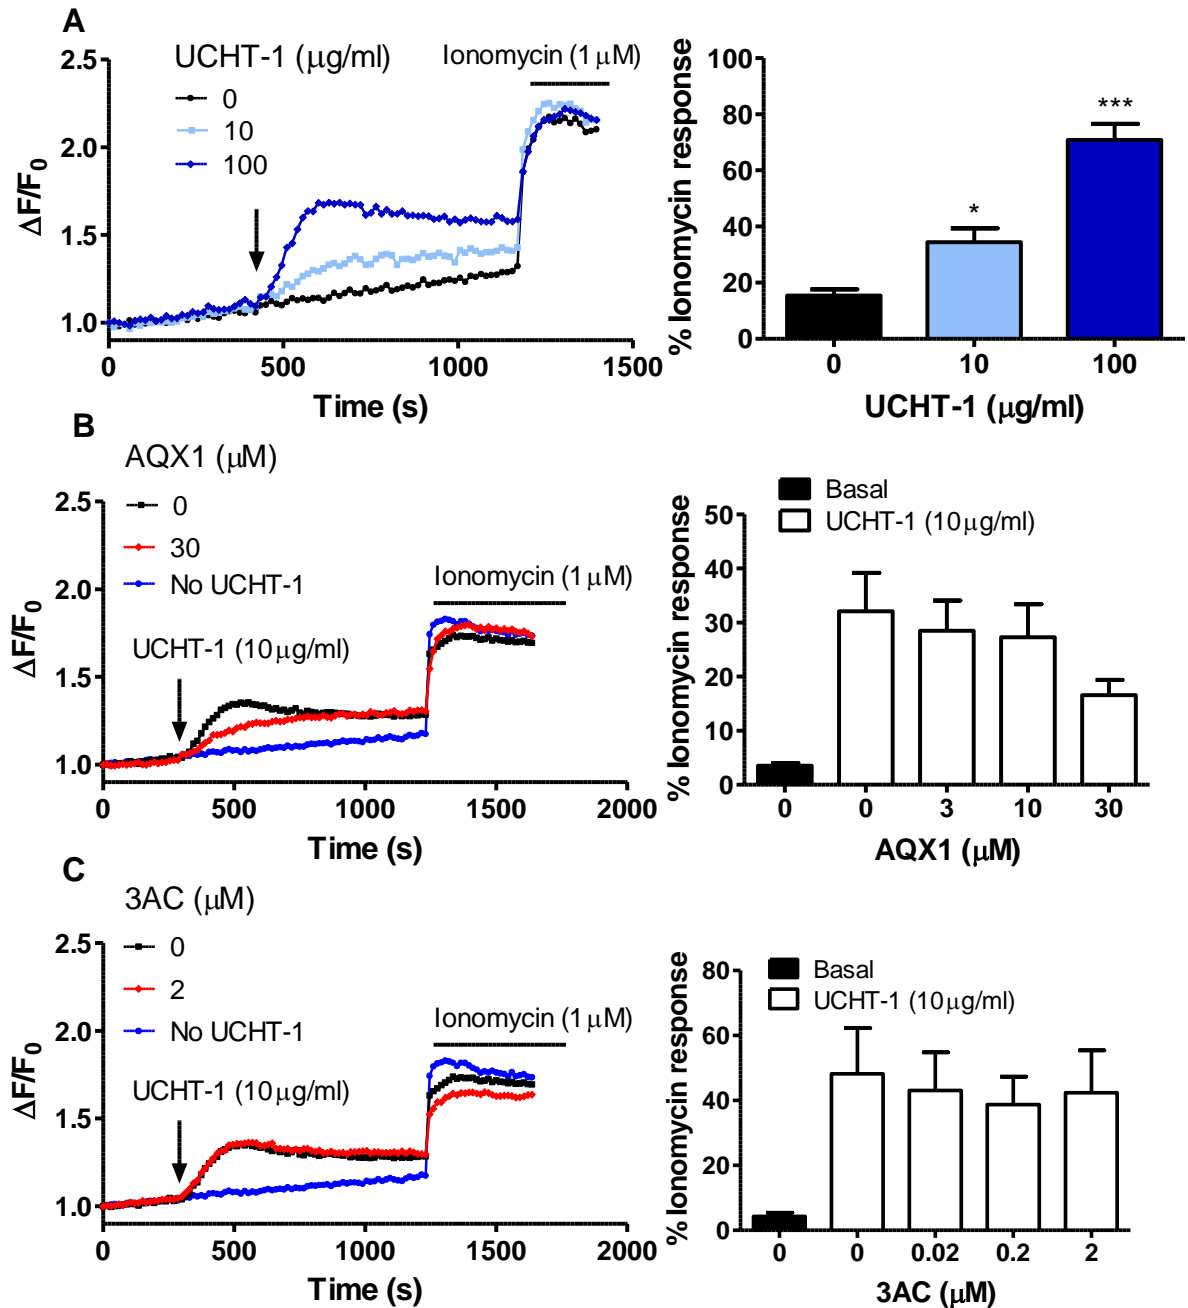 A
UCHT-1 (μg/ml)
0
10
100
Ionomycin (1 μM)
2.5
2.0
1.5
1.0
ΔF/F0
0
500
1000
1500
Time (s)
100
80
60
40
20
0
% Ionomycin response
*
***
0
10
100
UCHT-1 (μg/ml)
B
AQX1 (μM)
0
30
No UCHT-1
UCHT-1 (10μg/ml)
Ionomycin (1μM)
2.5
2.0
1.5
1.0
ΔF/F0
0
500
1000
1500
2000
Time (s)
Basal
UCHT-1 (10μg/ml)
50
40
30
20
10
0
% Ionomycin response
0
0
3
10
30
AQX1 (μM)
C
3AC (μM)
0
2
No UCHT-1
UCHT-1 (10μg/ml)
Ionomycin (1μM)
2.5
2.0
1.5
1.0
ΔF/F0
0
500
1000
1500
2000
Time (s)
Basal
UCHT-1 (10μg/ml)
80
60
40
20
0
% Ionomycin response
0
0
0.02
0.2
2
3AC (μM)